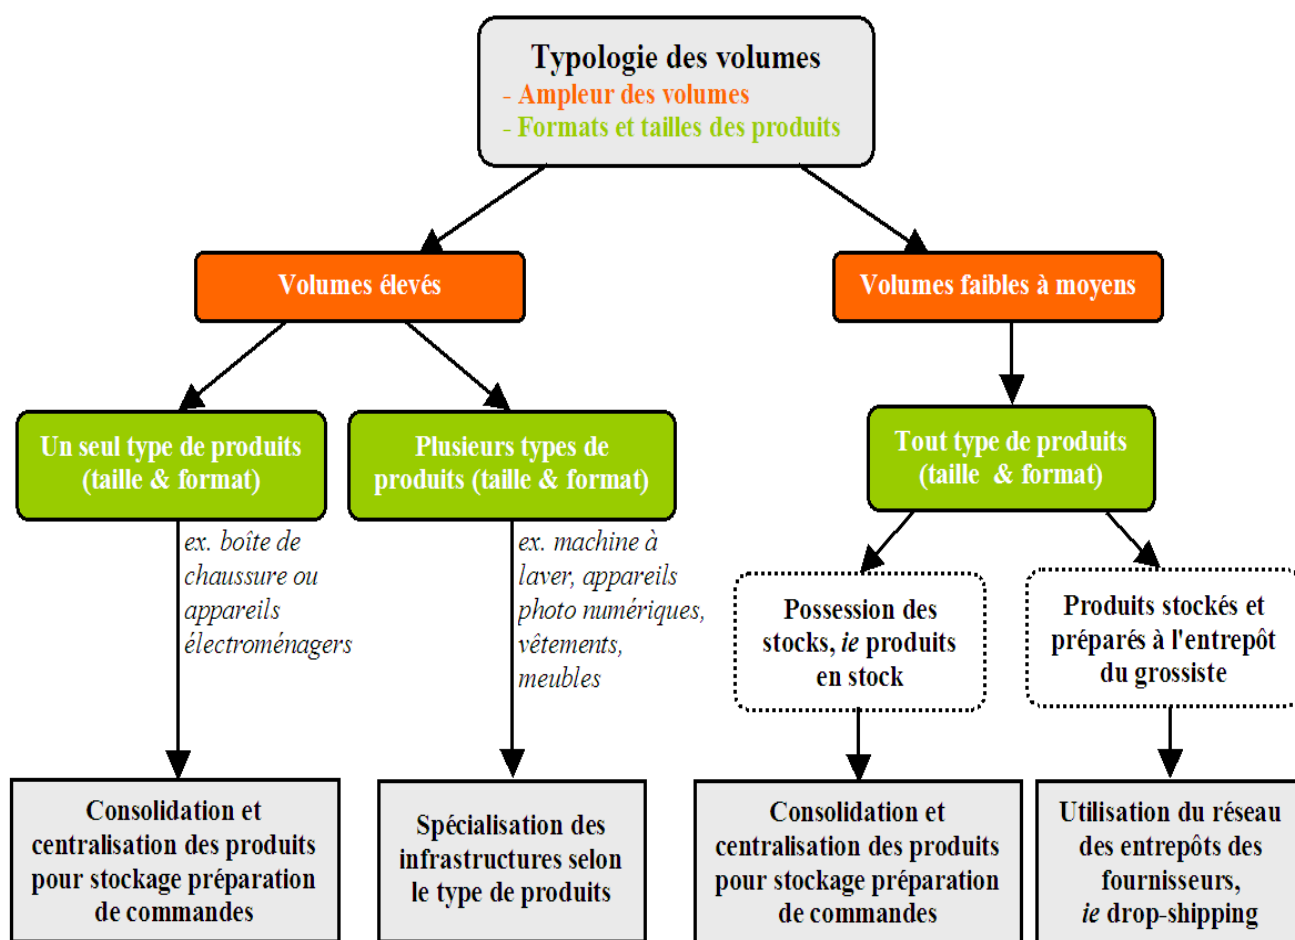 Typologie des volumes
- Ampleur des volumes
- Formats et tailles des produits
Volumes élevés
Volumes faibles à moyens
Un seul type de produits
(taille & format)
Plusieurs types de
produits (taille & format)
Tout type de produits
(taille & format)
ex. boîte de
chaussure ou
appareils
électroménagers
ex. machine à
laver, appareils
photo numériques,
vêtements,
meubles
Possession des
stocks, ie produits
en stock
Produits stockés et
préparés à l'entrepôt
du grossiste
Consolidation et
centralisation des produits
pour stockage préparation
de commandes
Spécialisation des
infrastructures selon
le type de produits
Consolidation et
centralisation des produits
pour stockage préparation
de commandes
Utilisation du réseau
des entrepôts des
fournisseurs,
ie drop-shipping